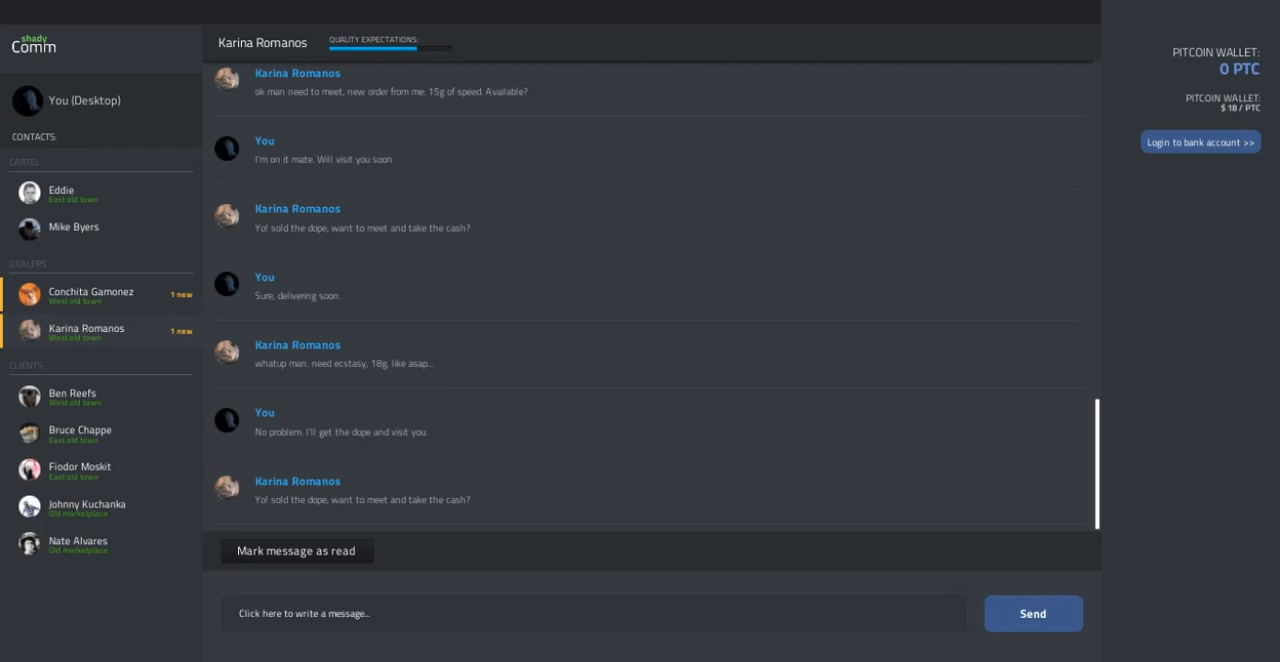 shady
Comm
You (Desktop)
CONTACTS:
CARTEL
Eddie
East old town
Mike Byers
DEALERS
Conchita Gamonez
West old town
1 new
Karina Romanos
West old town
1 new
CLIENTS
Ben Reefs
West old town
Bruce Chappe
East old town
Fiodor Moskit
East old town
Johnny Kuchanka
Old marketplace
Nate Alvares
Old marketplace
Karina Romanos
QUALITY EXPECTATIONS:
Karina Romanos
ok man need to meet, new order from me: 15g of speed. Available?
You
I'm on it mate. Will visit you soon
Karina Romanos
Yo! sold the dope, want to meet and take the cash?
You
Sure, delivering soon.
Karina Romanos
whatup man. need ecstasy, 18g, like asap...
You
No problem. I'll get the dope and visit you.
Karina Romanos
Yo! sold the dope, want to meet and take the cash?
Mark message as read
Click here to write a message...
Send
PITCOIN WALLET:
0 PTC
PITCOIN WALLET:
$ 18 / PTC
Login to bank account >>